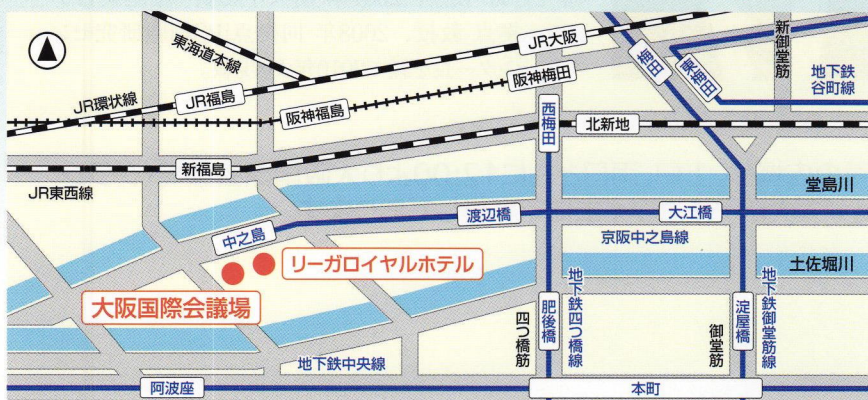 東海道本線
JR大阪
梅田
東梅田
新御堂筋
地下鉄
谷町線
JR環状線
JR福島
阪神福島
阪神梅田
西梅田
北新地
新福島
JR東西線
堂島川
中之島
渡辺橋
大江橋
京阪中之島線
リーガロイヤルホテル
土佐堀川
大阪国際会議場
四つ橋筋
肥後橋
地下鉄四つ橋線
御堂筋
淀屋橋
地下鉄御堂筋線
地下鉄中央線
阿波座
本町